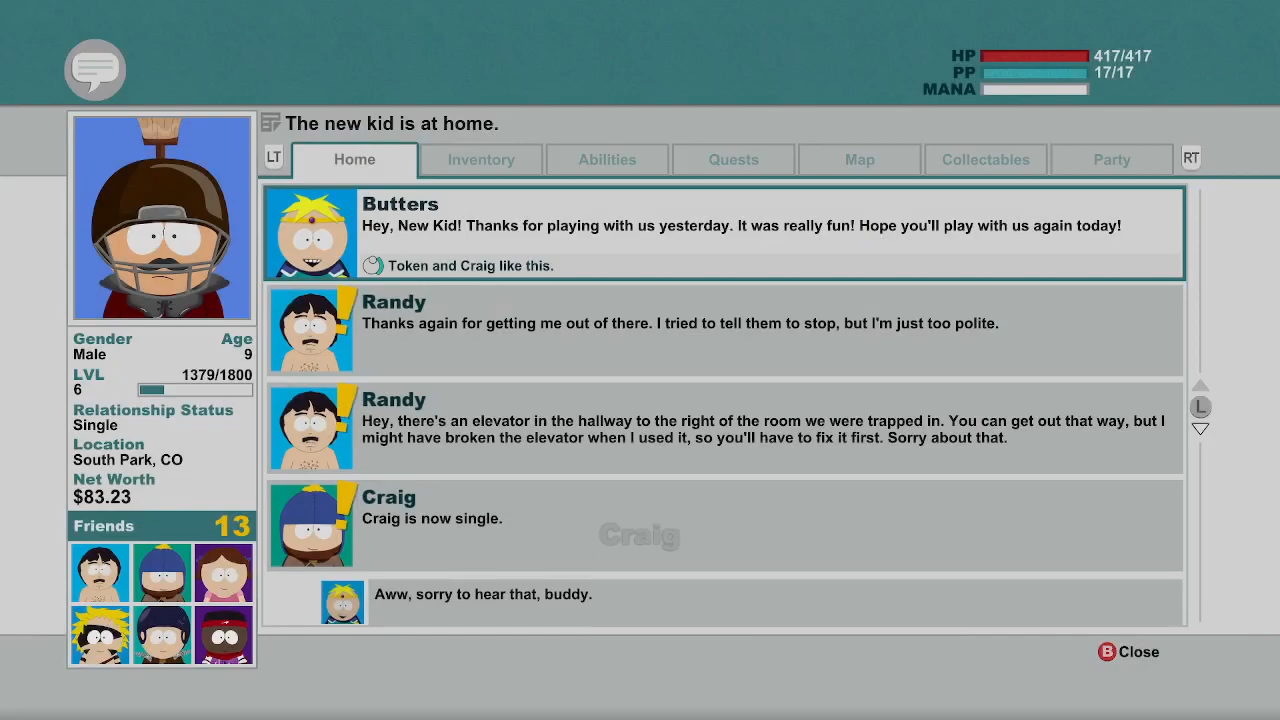 HP 417/417
PP 17/17
MANA
The new kid is at home.
LT Home Inventory Abilities Quests Map Collectables Party RT
Butters
Hey, New Kid! Thanks for playing with us yesterday. It was really fun! Hope you'll play with us again today!
Token and Craig like this.
Randy
Thanks again for getting me out of there. I tried to tell them to stop, but I'm just too polite.
Randy
Hey, there's an elevator in the hallway to the right of the room we were trapped in. You can get out that way, but I
might have broken the elevator when I used it, so you'll have to fix it first. Sorry about that.
Craig
Craig is now single.
Craig
Aww, sorry to hear that, buddy.
Gender Age
Male 9
LVL 1379/1800
6
Relationship Status
Single
Location
South Park, CO
Net Worth
$83.23
Friends 13
L
B Close